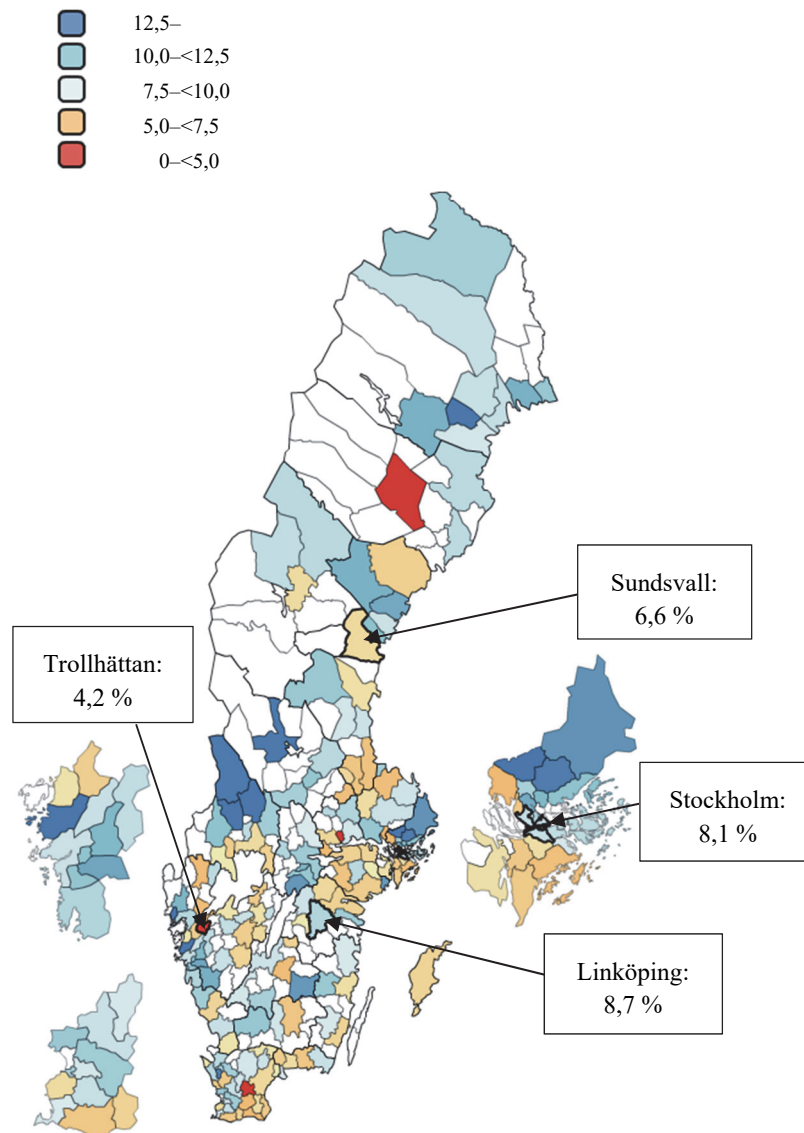 12,5–
10,0–<12,5
7,5–<10,0
5,0–<7,5
0–<5,0
Sundsvall:
6,6 %
Trollhättan:
4,2 %
Stockholm:
8,1 %
Linköping:
8,7 %